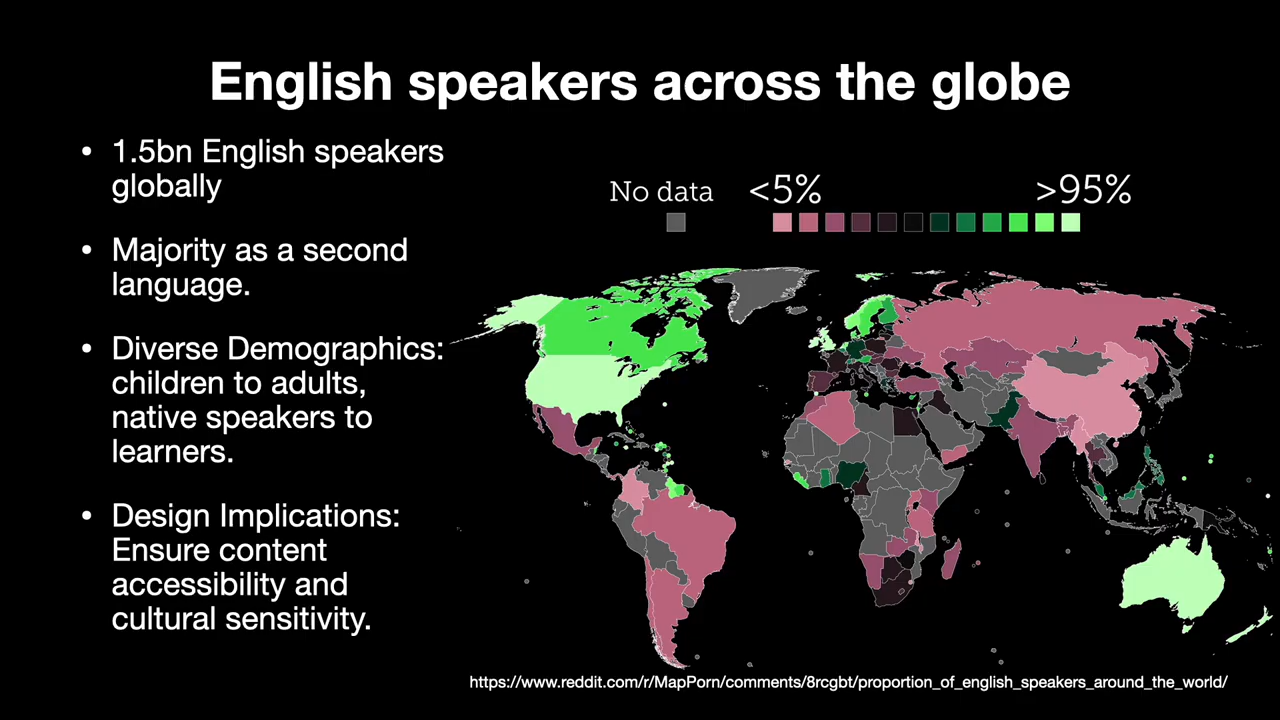 English speakers across the globe
• 1.5bn English speakers
globally
• Majority as a second
language.
• Diverse Demographics:
children to adults,
native speakers to
learners.
• Design Implications:
Ensure content
accessibility and
cultural sensitivity.
No data <5% >95%
https://www.reddit.com/r/MapPorn/comments/8rcgbt/proportion_of_english_speakers_around_the_world/